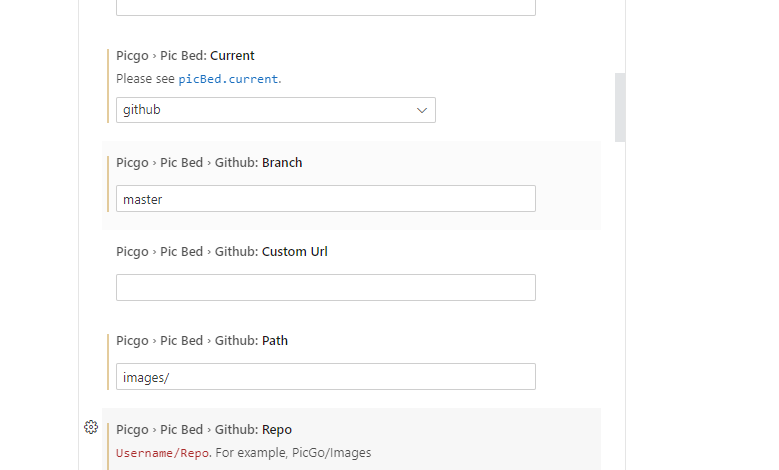 Picgo › Pic Bed: Current
Please see picBed.current.
github
Picgo › Pic Bed › Github: Branch
master
Picgo › Pic Bed › Github: Custom Url
Picgo › Pic Bed › Github: Path
images/
Picgo › Pic Bed › Github: Repo
Username/Repo. For example, PicGo/Images